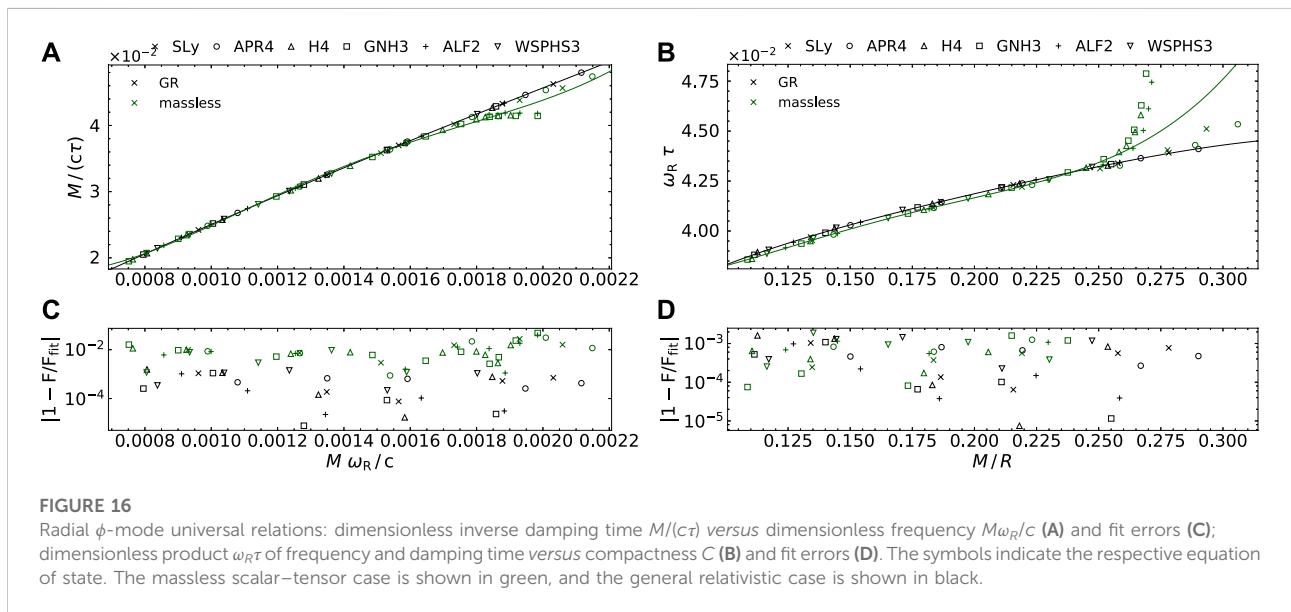 A
× SLy ○ APR4 △ H4 □ GNH3 + ALF2 ▽ WSPHS3
×10⁻²
× GR
× massless
4
3
2
M/(cτ)
0.0008 0.0010 0.0012 0.0014 0.0016 0.0018 0.0020 0.0022
B
× SLy ○ APR4 △ H4 □ GNH3 + ALF2 ▽ WSPHS3
×10⁻²
× GR
× massless
4.75
4.50
4.25
4.00
ω_R τ
0.125 0.150 0.175 0.200 0.225 0.250 0.275 0.300
C
10⁻²
10⁻⁴
|1 − F/F_fit|
0.0008 0.0010 0.0012 0.0014 0.0016 0.0018 0.0020 0.0022
M ω_R/c
D
10⁻³
10⁻⁴
10⁻⁵
|1 − F/F_fit|
0.125 0.150 0.175 0.200 0.225 0.250 0.275 0.300
M/R
FIGURE 16
Radial ϕ-mode universal relations: dimensionless inverse damping time M/(cτ) versus dimensionless frequency Mω_R/c (A) and fit errors (C);
dimensionless product ω_Rτ of frequency and damping time versus compactness C (B) and fit errors (D). The symbols indicate the respective equation
of state. The massless scalar–tensor case is shown in green, and the general relativistic case is shown in black.